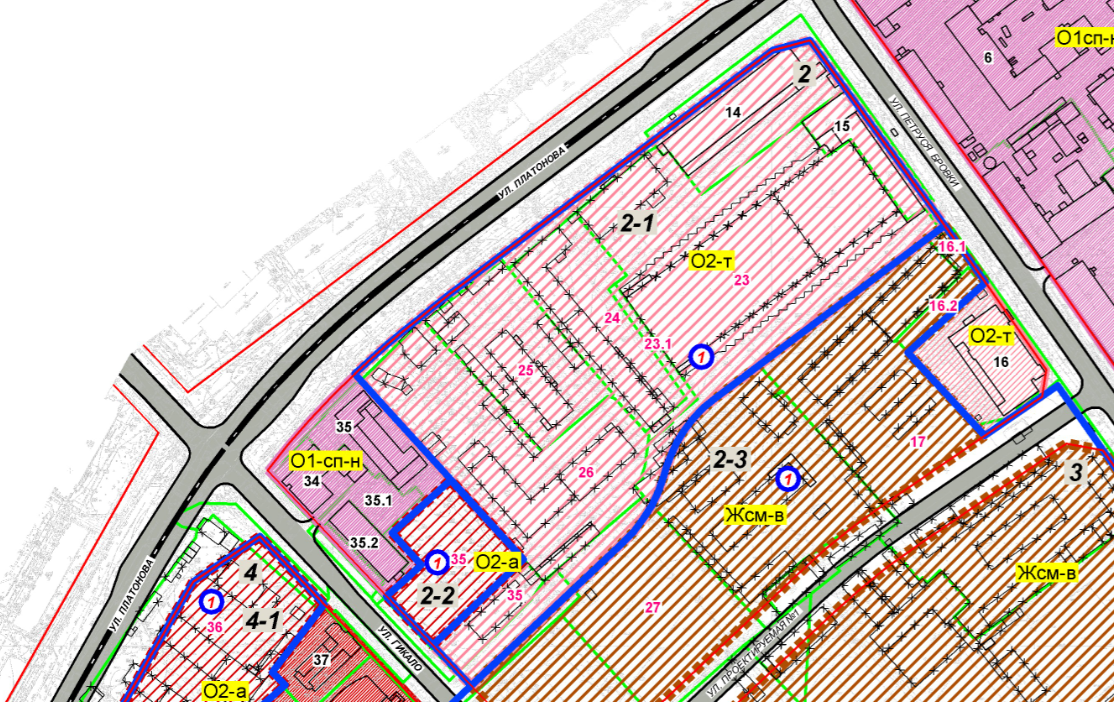 О1сп-н
6
2
14
15
УЛ. ПЕТРУСЯ БРОВКИ
УЛ. ПЛАТОНОВА
2-1
О2-т
23
16.1
16.2
24
23.1
О2-т
16
1
25
35
О1-сп-н
34
17
2-3
26
1
3
35.1
Жсм-в
35.2
1
35
О2-а
Жсм-в
4
2-2
35
УЛ. ПЛАТОНОВА
1
36
4-1
27
УЛ. ГИКАЛО
УЛ. ПРОЕКТИРУЕМАЯ №1
37
О2-а